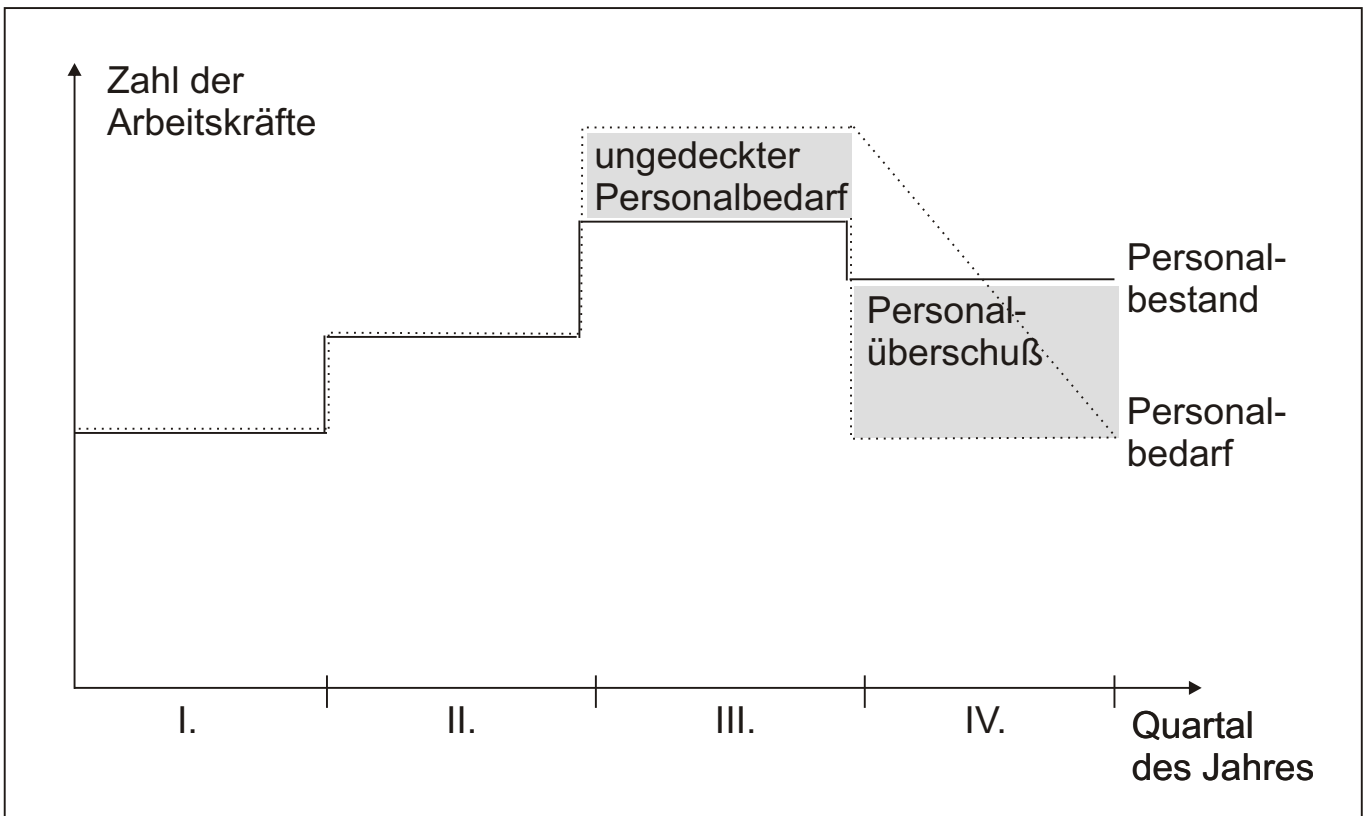 Zahl der
Arbeitskräfte
ungedeckter
Personalbedarf
Personal-
bestand
Personal-
überschuß
Personal-
bedarf
I.
II.
III.
IV.
Quartal
des Jahres